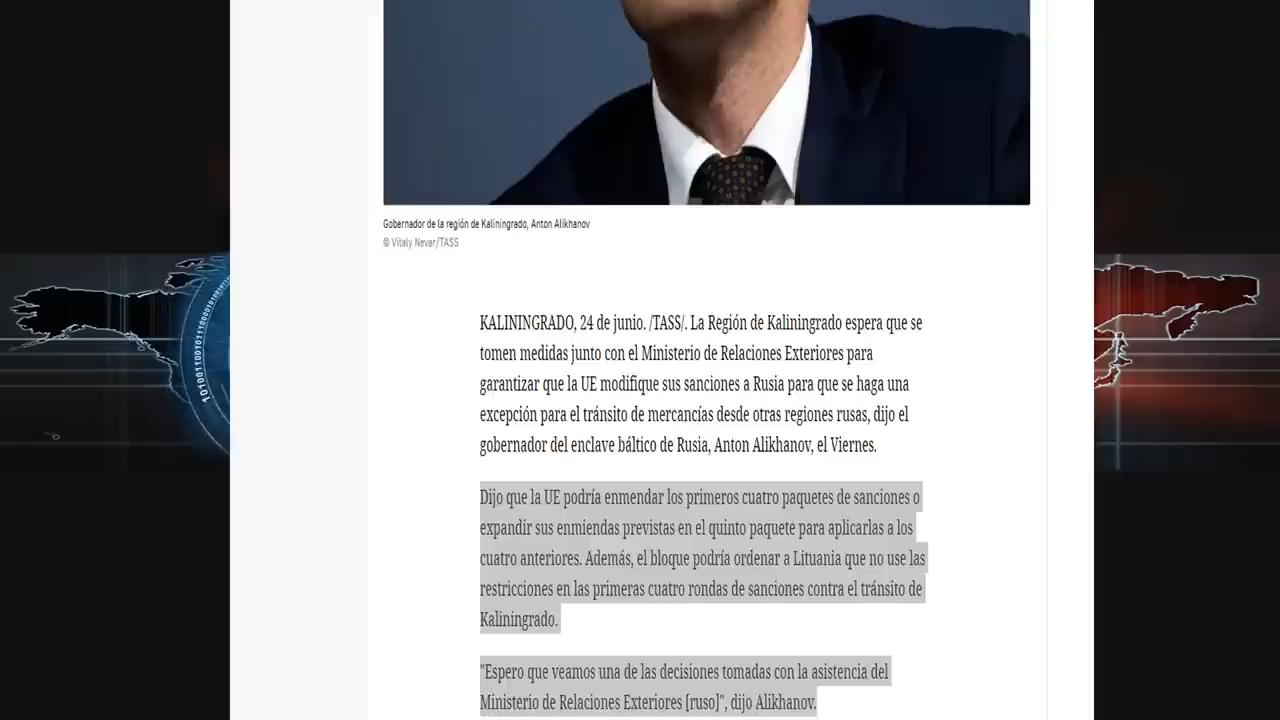 Gobernador de la región de Kaliningrado, Anton Alikhanov
© Vitaly Nevar/TASS
KALININGRADO, 24 de junio. /TASS/. La Región de Kaliningrado espera que se
tomen medidas junto con el Ministerio de Relaciones Exteriores para
garantizar que la UE modifique sus sanciones a Rusia para que se haga una
excepción para el tránsito de mercancías desde otras regiones rusas, dijo el
gobernador del enclave báltico de Rusia, Anton Alikhanov, el Viernes.
Dijo que la UE podría enmendar los primeros cuatro paquetes de sanciones o
expandir sus enmiendas previstas en el quinto paquete para aplicarlas a los
cuatro anteriores. Además, el bloque podría ordenar a Lituania que no use las
restricciones en las primeras cuatro rondas de sanciones contra el tránsito de
Kaliningrado.
"Espero que veamos una de las decisiones tomadas con la asistencia del
Ministerio de Relaciones Exteriores [ruso]", dijo Alikhanov.